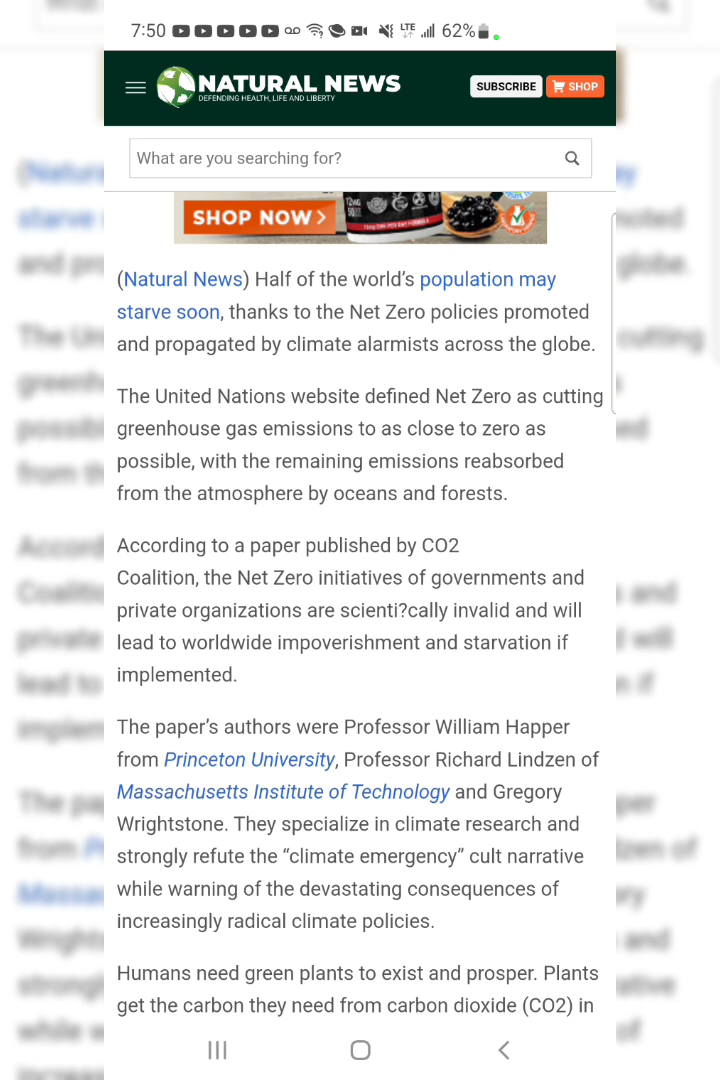 7:50 LTE 62%
NATURAL NEWS
DEFENDING HEALTH, LIFE AND LIBERTY
SUBSCRIBE SHOP
What are you searching for?
SHOP NOW >
(Natural News) Half of the world’s population may
starve soon, thanks to the Net Zero policies promoted
and propagated by climate alarmists across the globe.
The United Nations website defined Net Zero as cutting
greenhouse gas emissions to as close to zero as
possible, with the remaining emissions reabsorbed
from the atmosphere by oceans and forests.
According to a paper published by CO2
Coalition, the Net Zero initiatives of governments and
private organizations are scienti?cally invalid and will
lead to worldwide impoverishment and starvation if
implemented.
The paper’s authors were Professor William Happer
from Princeton University, Professor Richard Lindzen of
Massachusetts Institute of Technology and Gregory
Wrightstone. They specialize in climate research and
strongly refute the “climate emergency” cult narrative
while warning of the devastating consequences of
increasingly radical climate policies.
Humans need green plants to exist and prosper. Plants
get the carbon they need from carbon dioxide (CO2) in